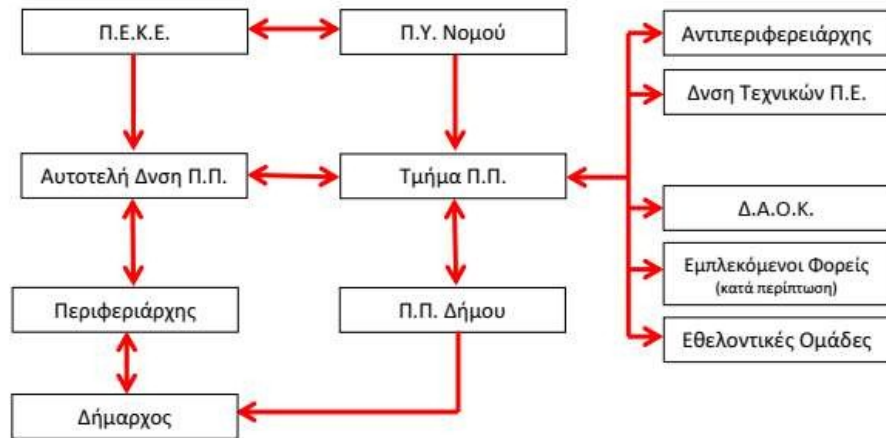 Π.Ε.Κ.Ε.
Π.Υ. Νομού
Αντιπεριφερειάρχης
Δνση Τεχνικών Π.Ε.
Αυτοτελή Δνση Π.Π.
Τμήμα Π.Π.
Δ.Α.Ο.Κ.
Εμπλεκόμενοι Φορείς
(κατά περίπτωση)
Περιφεριάρχης
Π.Π. Δήμου
Εθελοντικές Ομάδες
Δήμαρχος